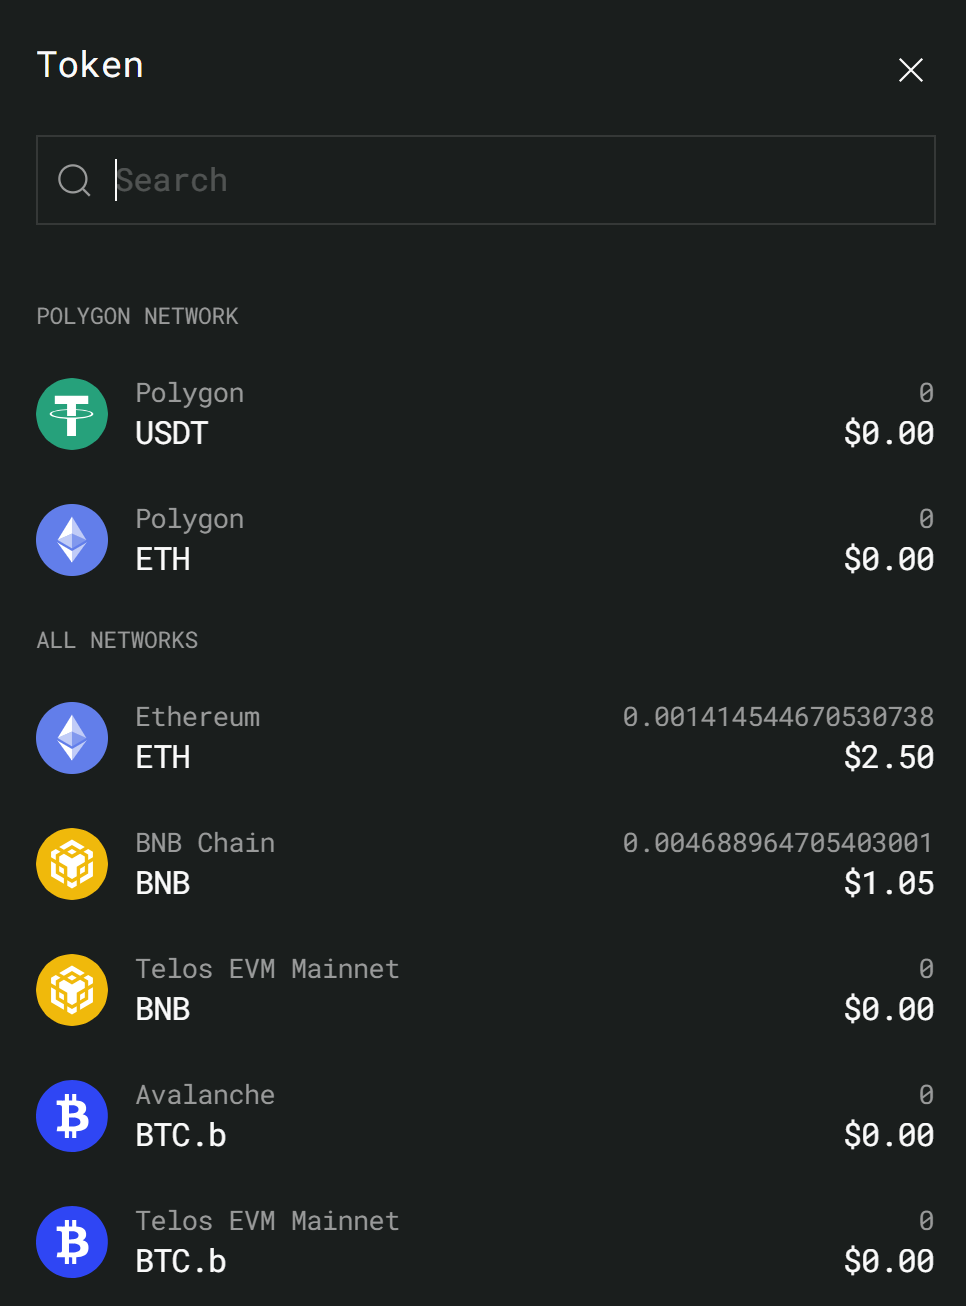 Token
Search
POLYGON NETWORK
Polygon 0
USDT $0.00
Polygon 0
ETH $0.00
ALL NETWORKS
Ethereum 0.001414544670530738
ETH $2.50
BNB Chain 0.004688964705403001
BNB $1.05
Telos EVM Mainnet 0
BNB $0.00
Avalanche 0
BTC.b $0.00
Telos EVM Mainnet 0
BTC.b $0.00